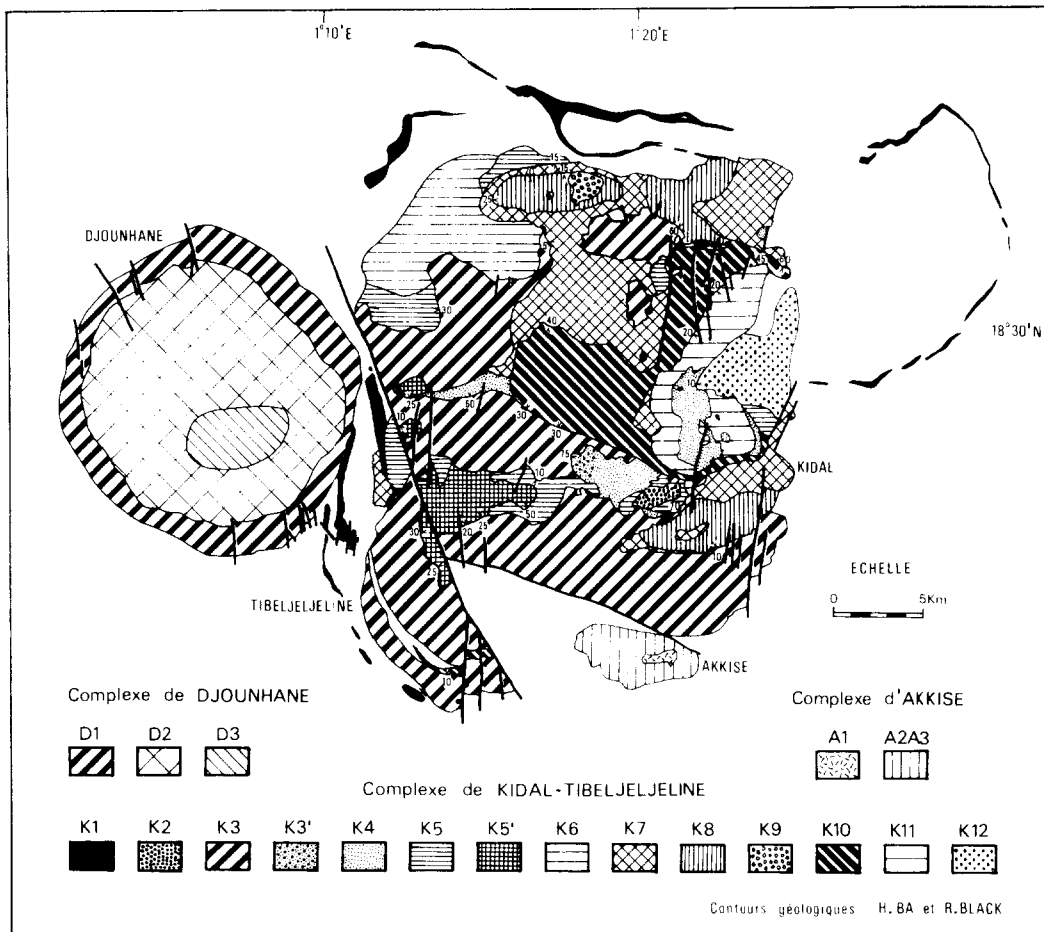 1°10'E 1°20'E
DJOUNHANE
18°30'N
KIDAL
ECHELLE
0 5Km
TIBELJELJELINE
AKKISE
Complexe de DJOUNHANE
Complexe d'AKKISE
D1 D2 D3
A1 A2A3
Complexe de KIDAL-TIBELJELJELINE
K1 K2 K3 K3' K4 K5 K5' K6 K7 K8 K9 K10 K11 K12
Contours géologiques H.BA et R.BLACK